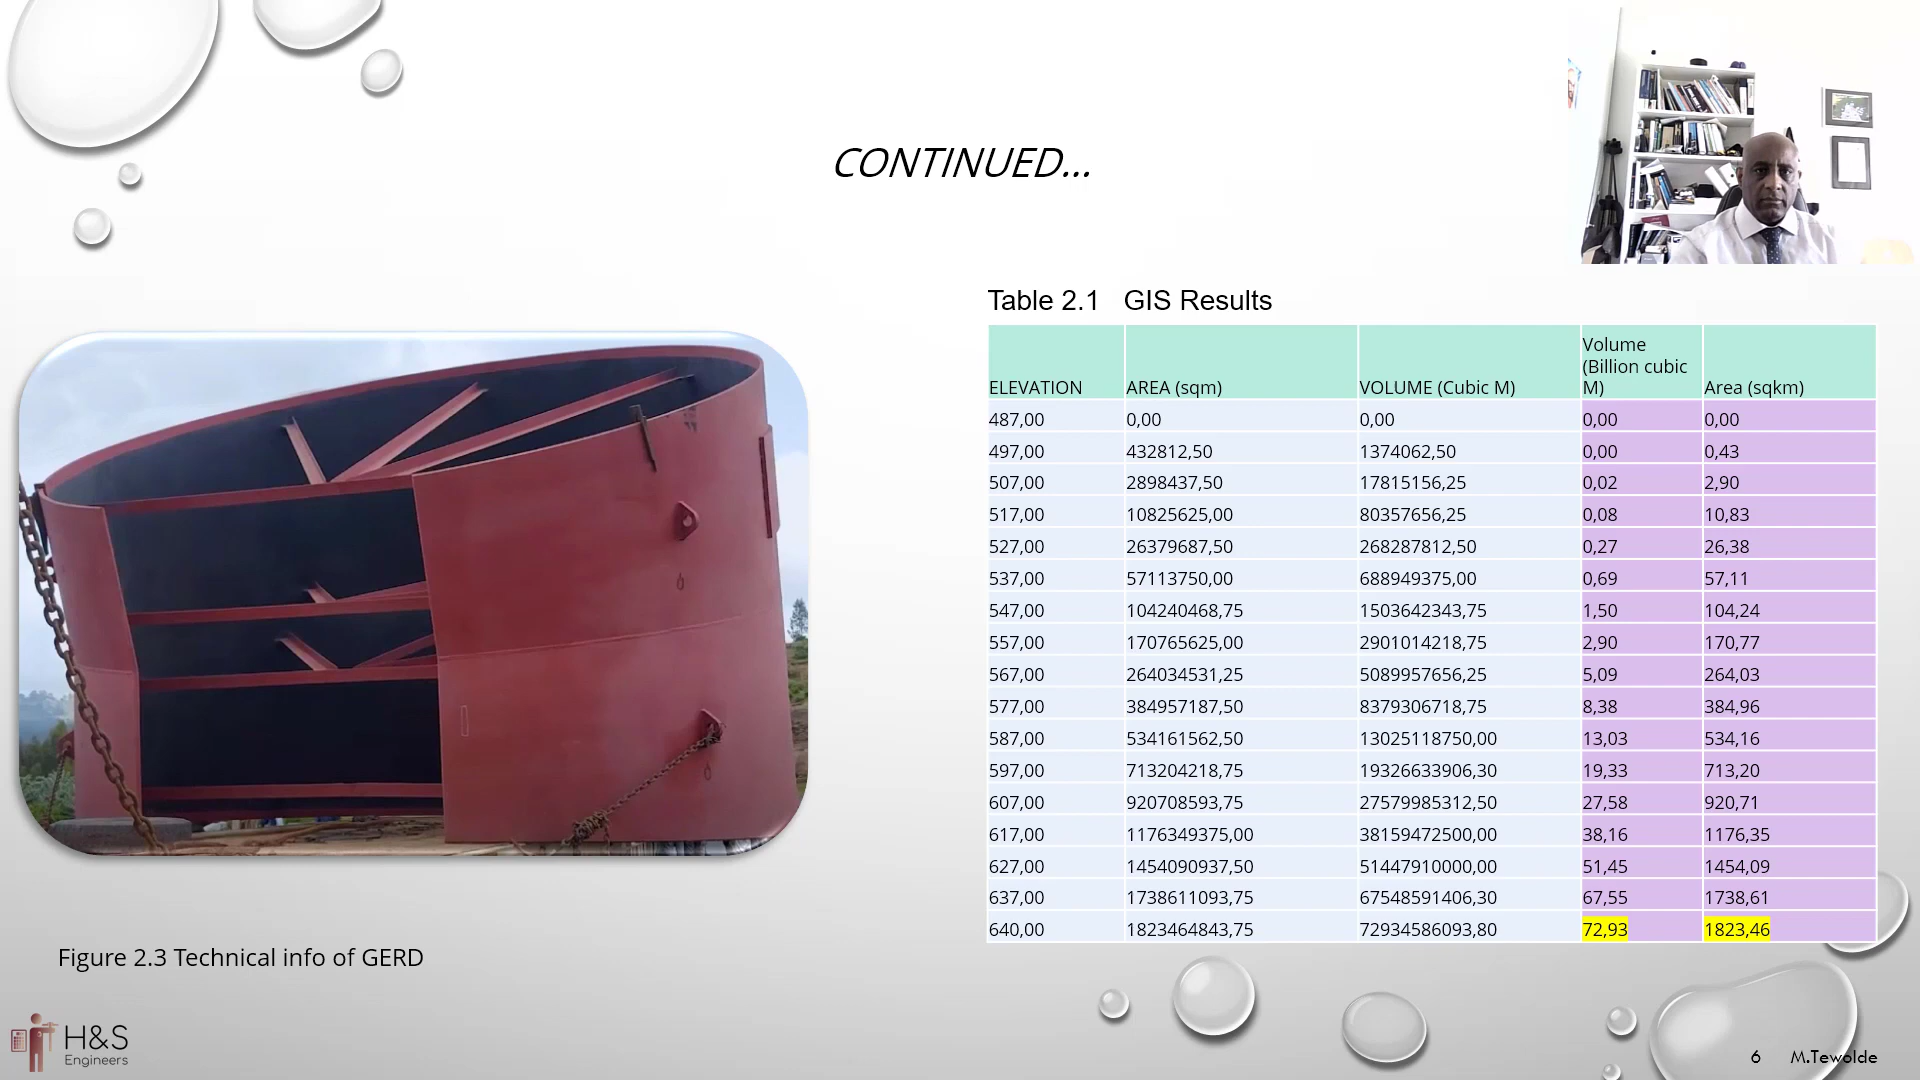 CONTINUED...
Table 2.1 GIS Results
ELEVATION AREA (sqm) VOLUME (Cubic M) Volume (Billion cubic M) Area (sqkm)
487,00 0,00 0,00 0,00 0,00
497,00 432812,50 1374062,50 0,00 0,43
507,00 2898437,50 17815156,25 0,02 2,90
517,00 10825625,00 80357656,25 0,08 10,83
527,00 26379687,50 268287812,50 0,27 26,38
537,00 57113750,00 688949375,00 0,69 57,11
547,00 104240468,75 1503642343,75 1,50 104,24
557,00 170765625,00 2901014218,75 2,90 170,77
567,00 264034531,25 5089957656,25 5,09 264,03
577,00 384957187,50 8379306718,75 8,38 384,96
587,00 534161562,50 13025118750,00 13,03 534,16
597,00 713204218,75 19326633906,30 19,33 713,20
607,00 920708593,75 27579985312,50 27,58 920,71
617,00 1176349375,00 38159472500,00 38,16 1176,35
627,00 1454090937,50 51447910000,00 51,45 1454,09
637,00 1738611093,75 67548591406,30 67,55 1738,61
640,00 1823464843,75 72934586093,80 72,93 1823,46
Figure 2.3 Technical info of GERD
H&S
Engineers
6 M.Tewolde